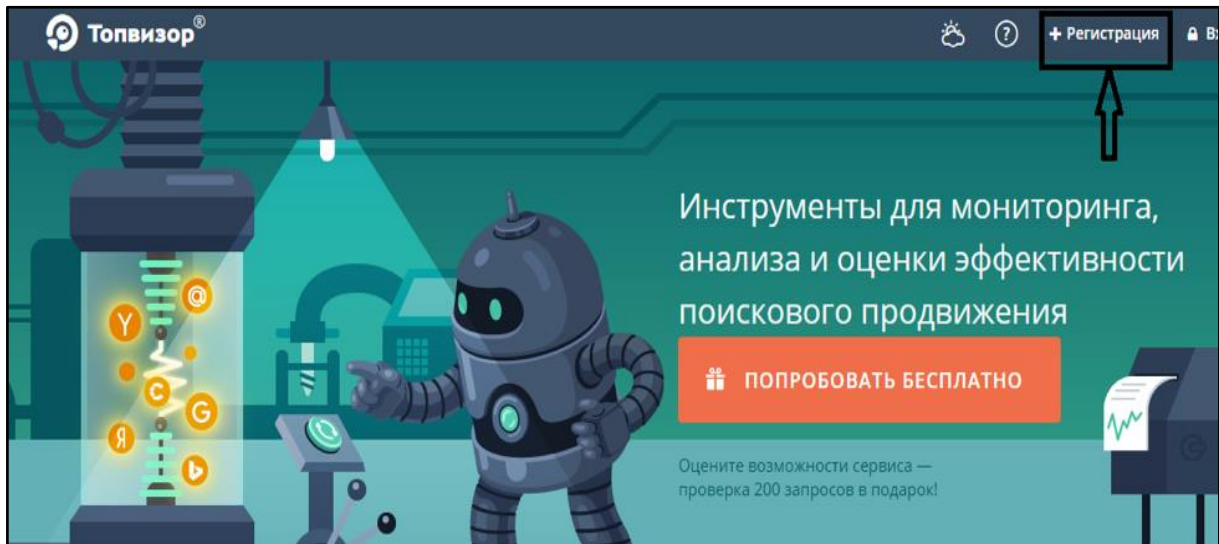 Топвизор®
+ Регистрация
Инструменты для мониторинга,
анализа и оценки эффективности
поискового продвижения
ПОПРОБОВАТЬ БЕСПЛАТНО
Оцените возможности сервиса —
проверка 200 запросов в подарок!
Y
@
C
G
Я
b